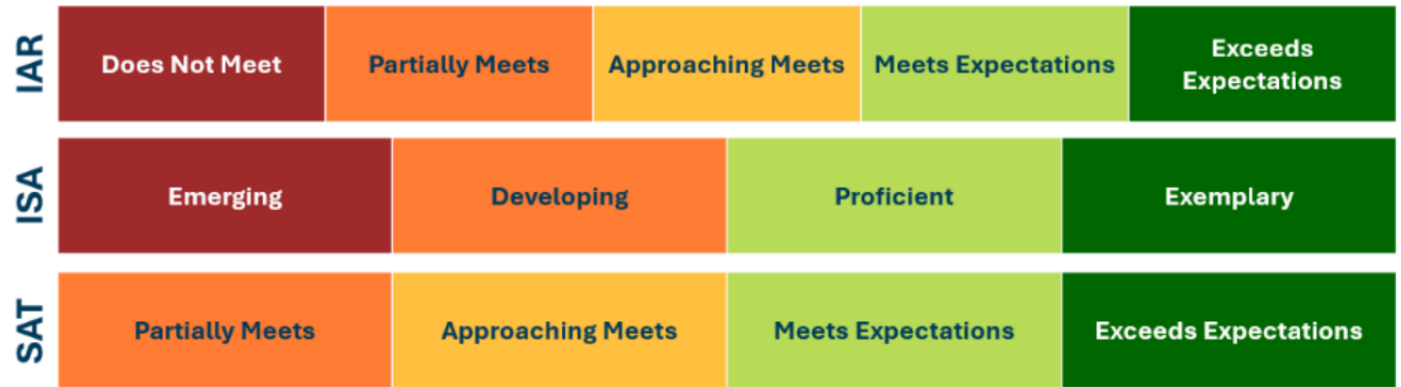 IAR
Does Not Meet
Partially Meets
Approaching Meets
Meets Expectations
Exceeds
Expectations
ISA
Emerging
Developing
Proficient
Exemplary
SAT
Partially Meets
Approaching Meets
Meets Expectations
Exceeds Expectations